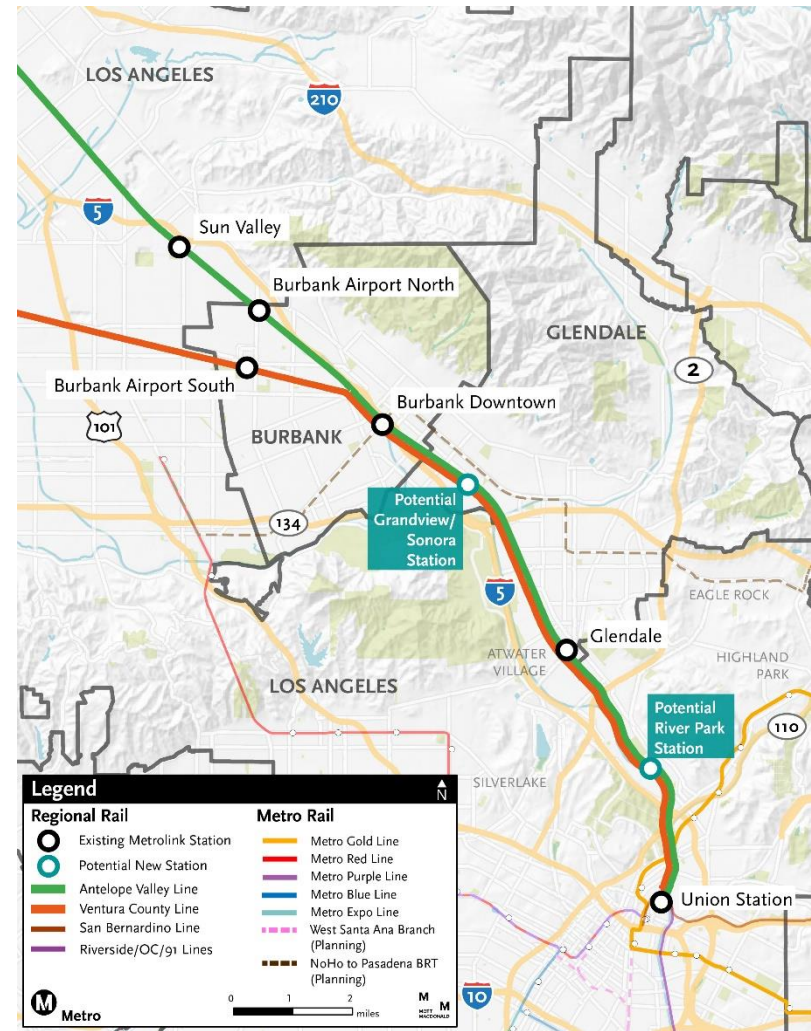 LOS ANGELES
210
5
Sun Valley
Burbank Airport North
GLENDALE
Burbank Airport South
2
101
Burbank Downtown
BURBANK
Potential
Grandview/
Sonora
Station
134
5
EAGLE ROCK
Glendale
ATWATER
VILLAGE
HIGHLAND
PARK
LOS ANGELES
Potential
River Park
Station
110
SILVERLAKE
Union Station
10
Legend
N
Regional Rail
Existing Metrolink Station
Potential New Station
Antelope Valley Line
Ventura County Line
San Bernardino Line
Riverside/OC/91 Lines
Metro Rail
Metro Gold Line
Metro Red Line
Metro Purple Line
Metro Blue Line
Metro Expo Line
West Santa Ana Branch
(Planning)
NoHo to Pasadena BRT
(Planning)
M
Metro
0 1 2
miles
M M
MOTT
MACDONALD